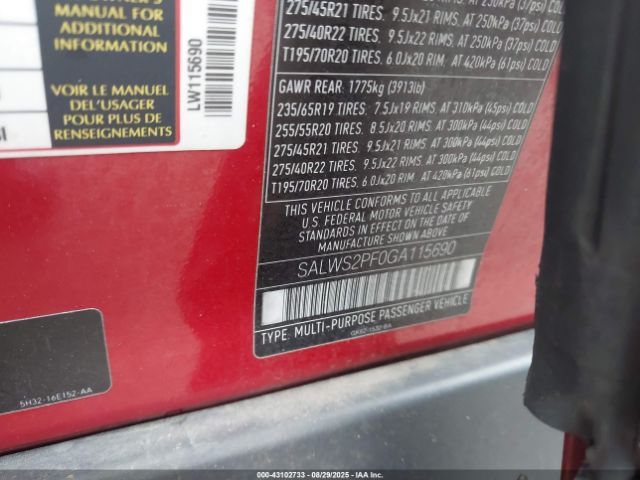 MANUAL FOR
ADDITIONAL
INFORMATION
VOIR LE MANUEL
DEL'USAGER
POUR PLUS DE
RENSEIGNEMENTS
LW115690
275/45R21 TIRES. 9.5Jx21 RIMS. AT 250kPa (37psi) COLD
275/40R22 TIRES. 9.5Jx22 RIMS. AT 250kPa (37psi) COLD
T195/70R20 TIRES. 6.0Jx20 RIM. AT 420kPa (61psi) COLD
GAWR REAR: 1775kg (3913lb)
235/65R19 TIRES. 7.5Jx19 RIMS. AT 310kPa (45psi) COLD
255/55R20 TIRES. 8.5Jx20 RIMS. AT 300kPa (44psi) COLD
275/45R21 TIRES. 9.5Jx21 RIMS. AT 300kPa (44psi) COLD
275/40R22 TIRES. 9.5Jx22 RIMS. AT 300kPa (44psi) COLD
T195/70R20 TIRES. 6.0Jx20 RIM. AT 420kPa (61psi) COLD
THIS VEHICLE CONFORMS TO ALL APPLICABLE
U.S. FEDERAL MOTOR VEHICLE SAFETY
STANDARDS IN EFFECT ON THE DATE OF
MANUFACTURE SHOWN ABOVE
SALWS2PF0GA115690
TYPE: MULTI-PURPOSE PASSENGER VEHICLE
5H32-16E152-AA
IAA 43102733 - 08/29/2025 - COPYRIGHT IAA, LLC.